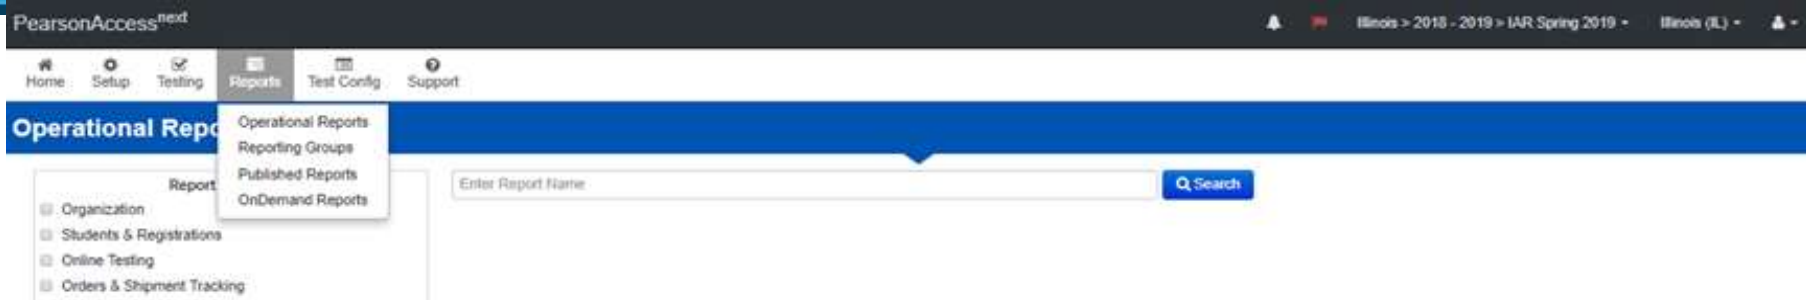 PearsonAccessnext
Illinois > 2018 - 2019 > IAR Spring 2019
Illinois (IL)
Home Setup Testing Reports Test Config Support
Operational Repo
Operational Reports
Reporting Groups
Published Reports
OnDemand Reports
Report
Organization
Students & Registrations
Online Testing
Orders & Shipment Tracking
Enter Report Name
Search